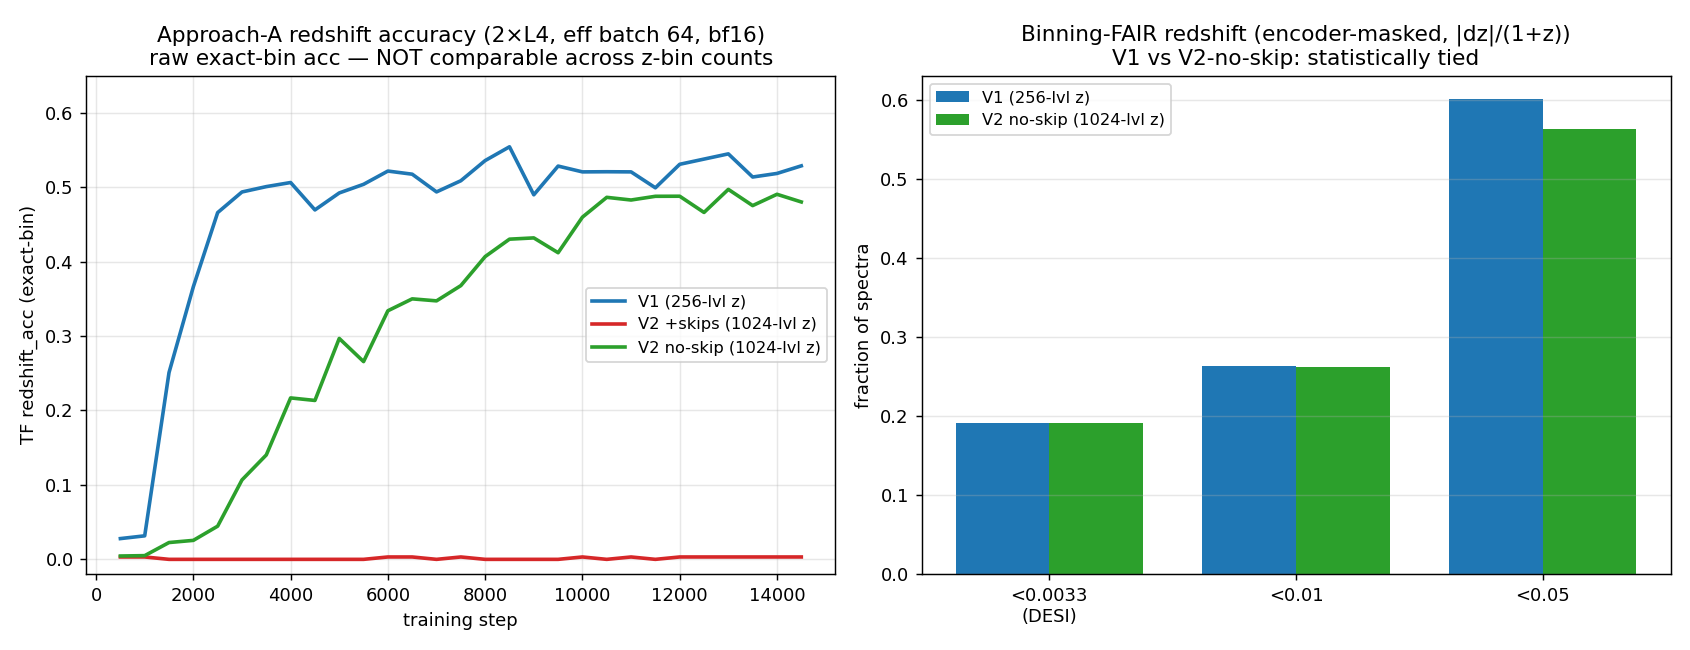 Approach-A redshift accuracy (2×L4, eff batch 64, bf16)
raw exact-bin acc — NOT comparable across z-bin counts
TF redshift_acc (exact-bin)
0.6
0.5
0.4
0.3
0.2
0.1
0.0
V1 (256-lvl z)
V2 +skips (1024-lvl z)
V2 no-skip (1024-lvl z)
0 2000 4000 6000 8000 10000 12000 14000
training step
Binning-FAIR redshift (encoder-masked, |dz|/(1+z))
V1 vs V2-no-skip: statistically tied
fraction of spectra
0.6
0.5
0.4
0.3
0.2
0.1
0.0
V1 (256-lvl z)
V2 no-skip (1024-lvl z)
<0.0033 <0.01 <0.05
(DESI)